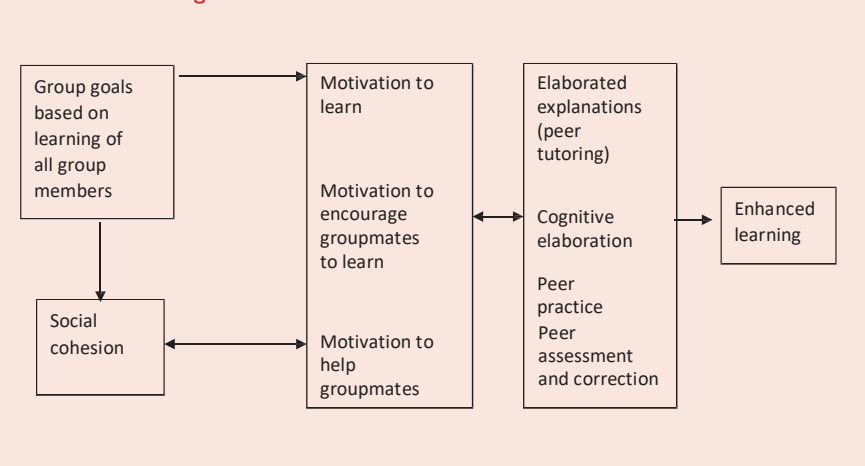 Group goals
based on
learning of
all group
members
Social
cohesion
Motivation to
learn
Motivation to
encourage
groupmates
to learn
Motivation to
help
groupmates
Elaborated
explanations
(peer
tutoring)
Cognitive
elaboration
Peer
practice
Peer
assessment
and correction
Enhanced
learning